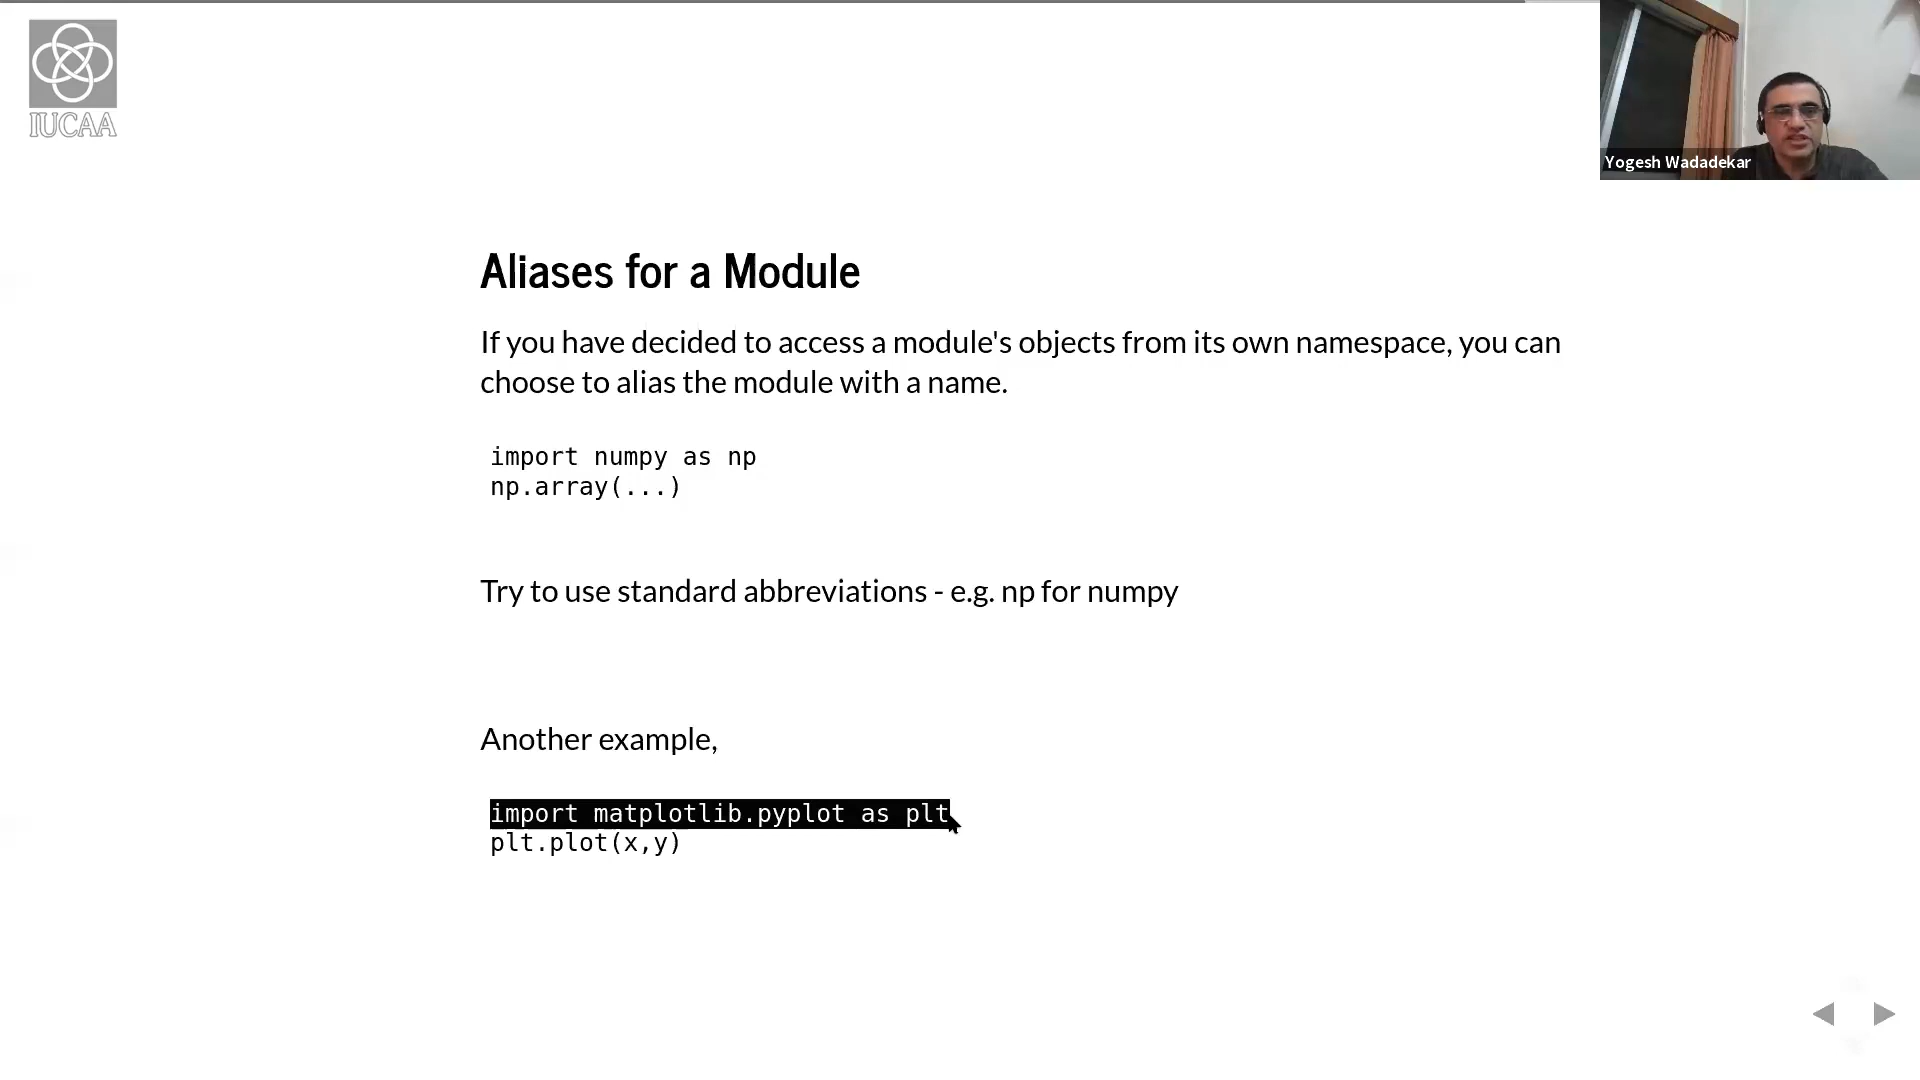 IUCAA
Yogesh Wadadekar
Aliases for a Module
If you have decided to access a module's objects from its own namespace, you can
choose to alias the module with a name.
import numpy as np
np.array(...)
Try to use standard abbreviations - e.g. np for numpy
Another example,
import matplotlib.pyplot as plt
plt.plot(x,y)